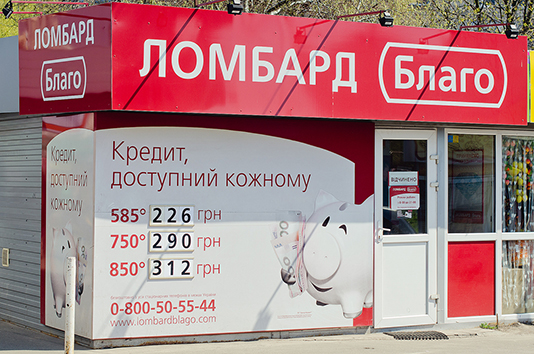 ЛОМБАРД
Благо
ЛОМБАРД Благо
Кредит,
доступний
Кредит,
доступний кожному
585° 226 грн
750° 290 грн
850° 312 грн
0-800-50-55-44
www.lombardblago.com
ВІДЧИНЕНО
ЛОМБАРД